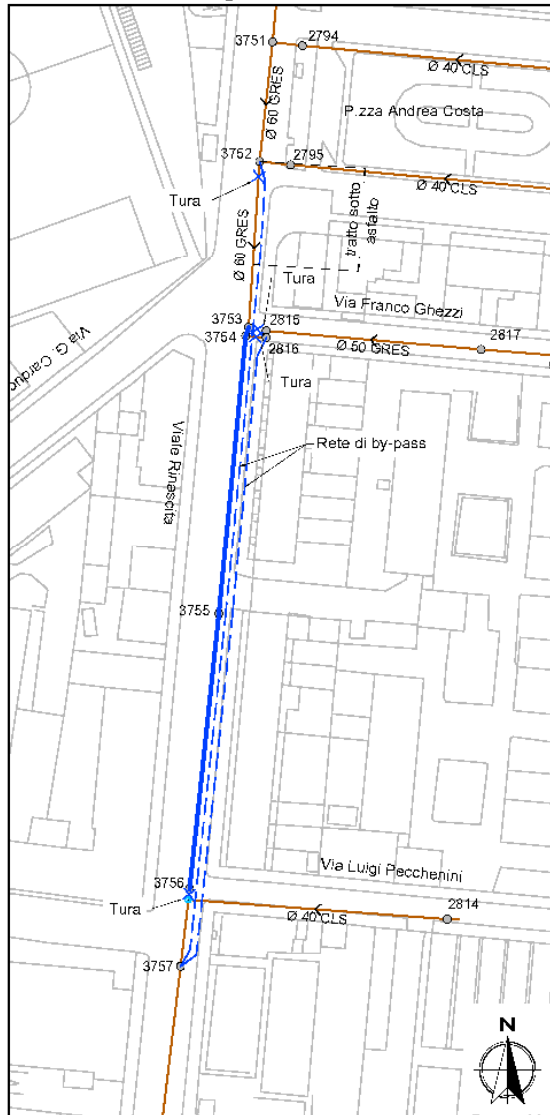 3751
2794
Ø 40 CLS
Ø 60 GRES
P.zza Andrea Costa
3752
2795
Ø 40 CLS
Tura
tratto sotto
asfalto
Ø 60 GRES
Tura
Via Franco Ghezzi
3753
2815
3754
2816
Ø 50 GRES
2817
Via G. Carduc
Tura
Viale Rinascita
Rete di by-pass
3755
3756
Via Luigi Pecchenini
Tura
Ø 40 CLS
2814
3757
N